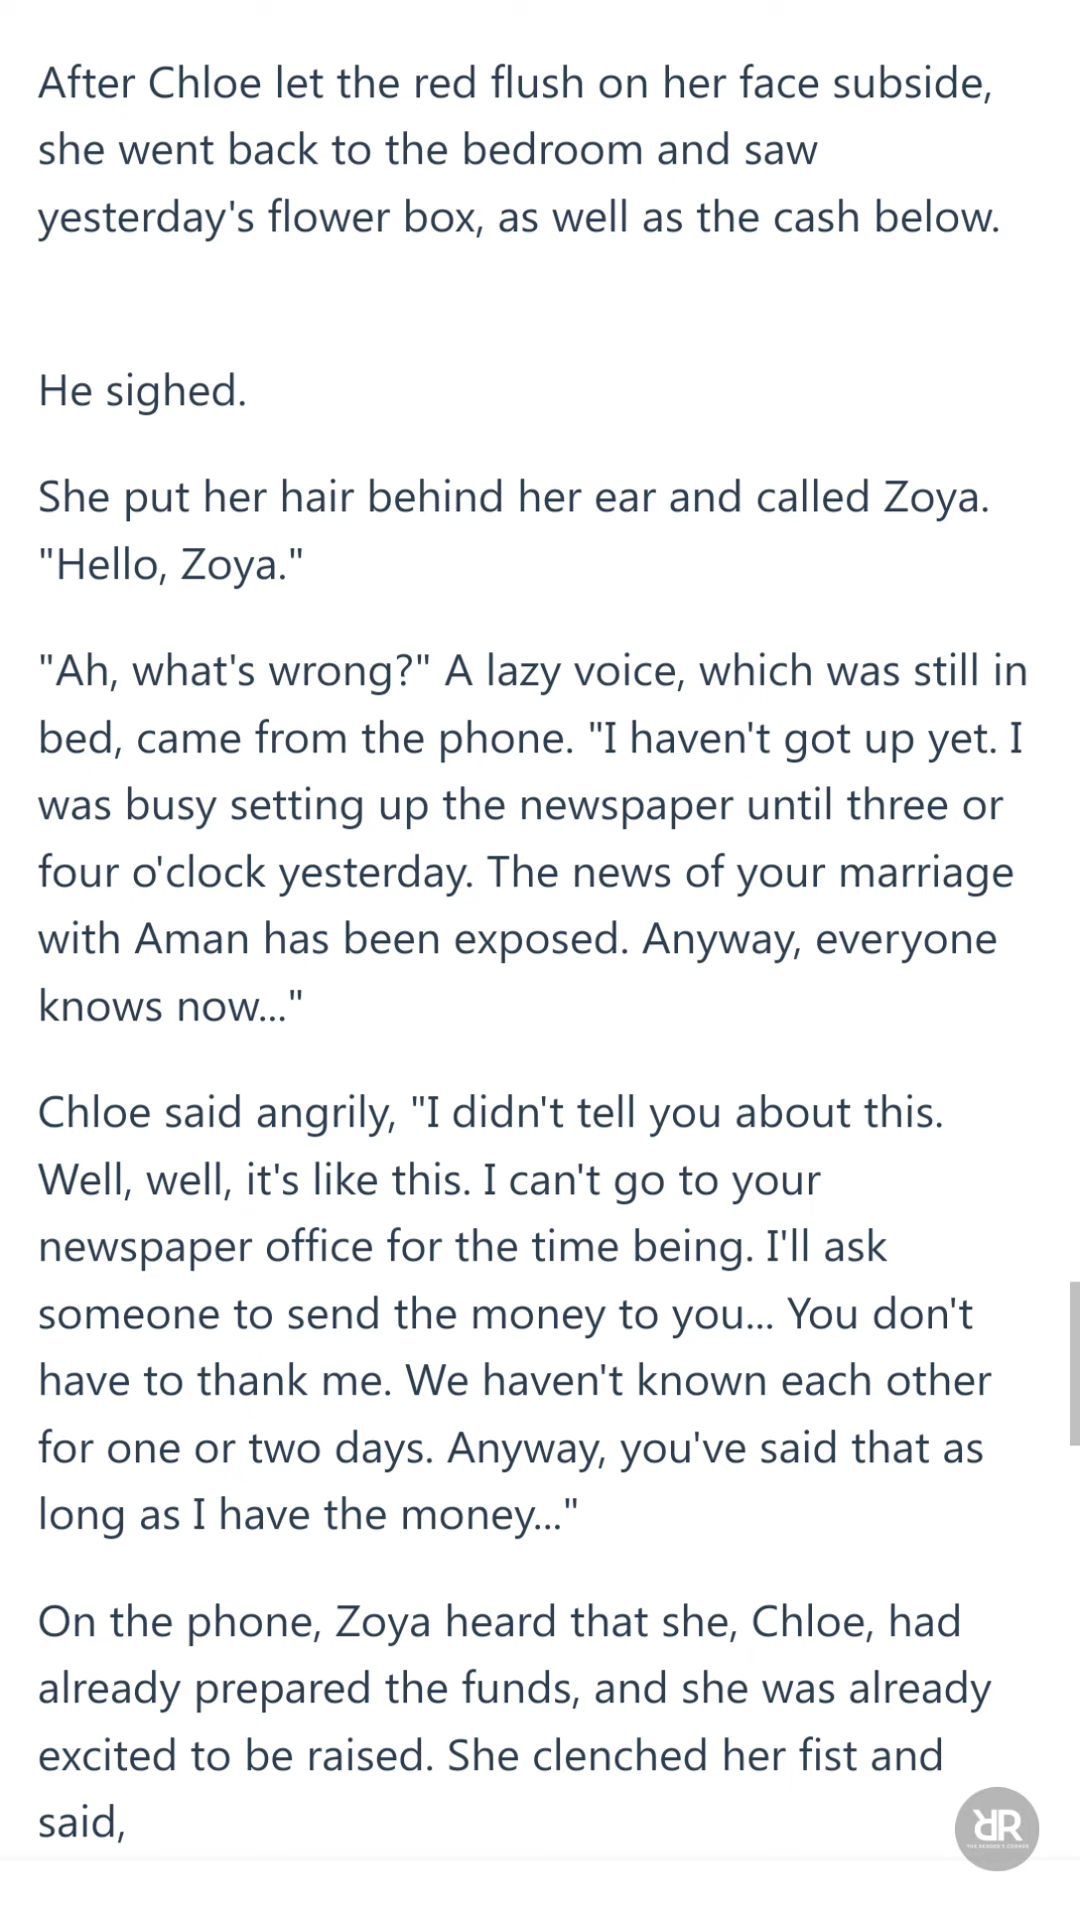 After Chloe let the red flush on her face subside,
she went back to the bedroom and saw
yesterday's flower box, as well as the cash below.
He sighed.
She put her hair behind her ear and called Zoya.
"Hello, Zoya."
"Ah, what's wrong?" A lazy voice, which was still in
bed, came from the phone. "I haven't got up yet. I
was busy setting up the newspaper until three or
four o'clock yesterday. The news of your marriage
with Aman has been exposed. Anyway, everyone
knows now..."
Chloe said angrily, "I didn't tell you about this.
Well, well, it's like this. I can't go to your
newspaper office for the time being. I'll ask
someone to send the money to you... You don't
have to thank me. We haven't known each other
for one or two days. Anyway, you've said that as
long as I have the money..."
On the phone, Zoya heard that she, Chloe, had
already prepared the funds, and she was already
excited to be raised. She clenched her fist and
said,
RR
THE READER'S CORNER